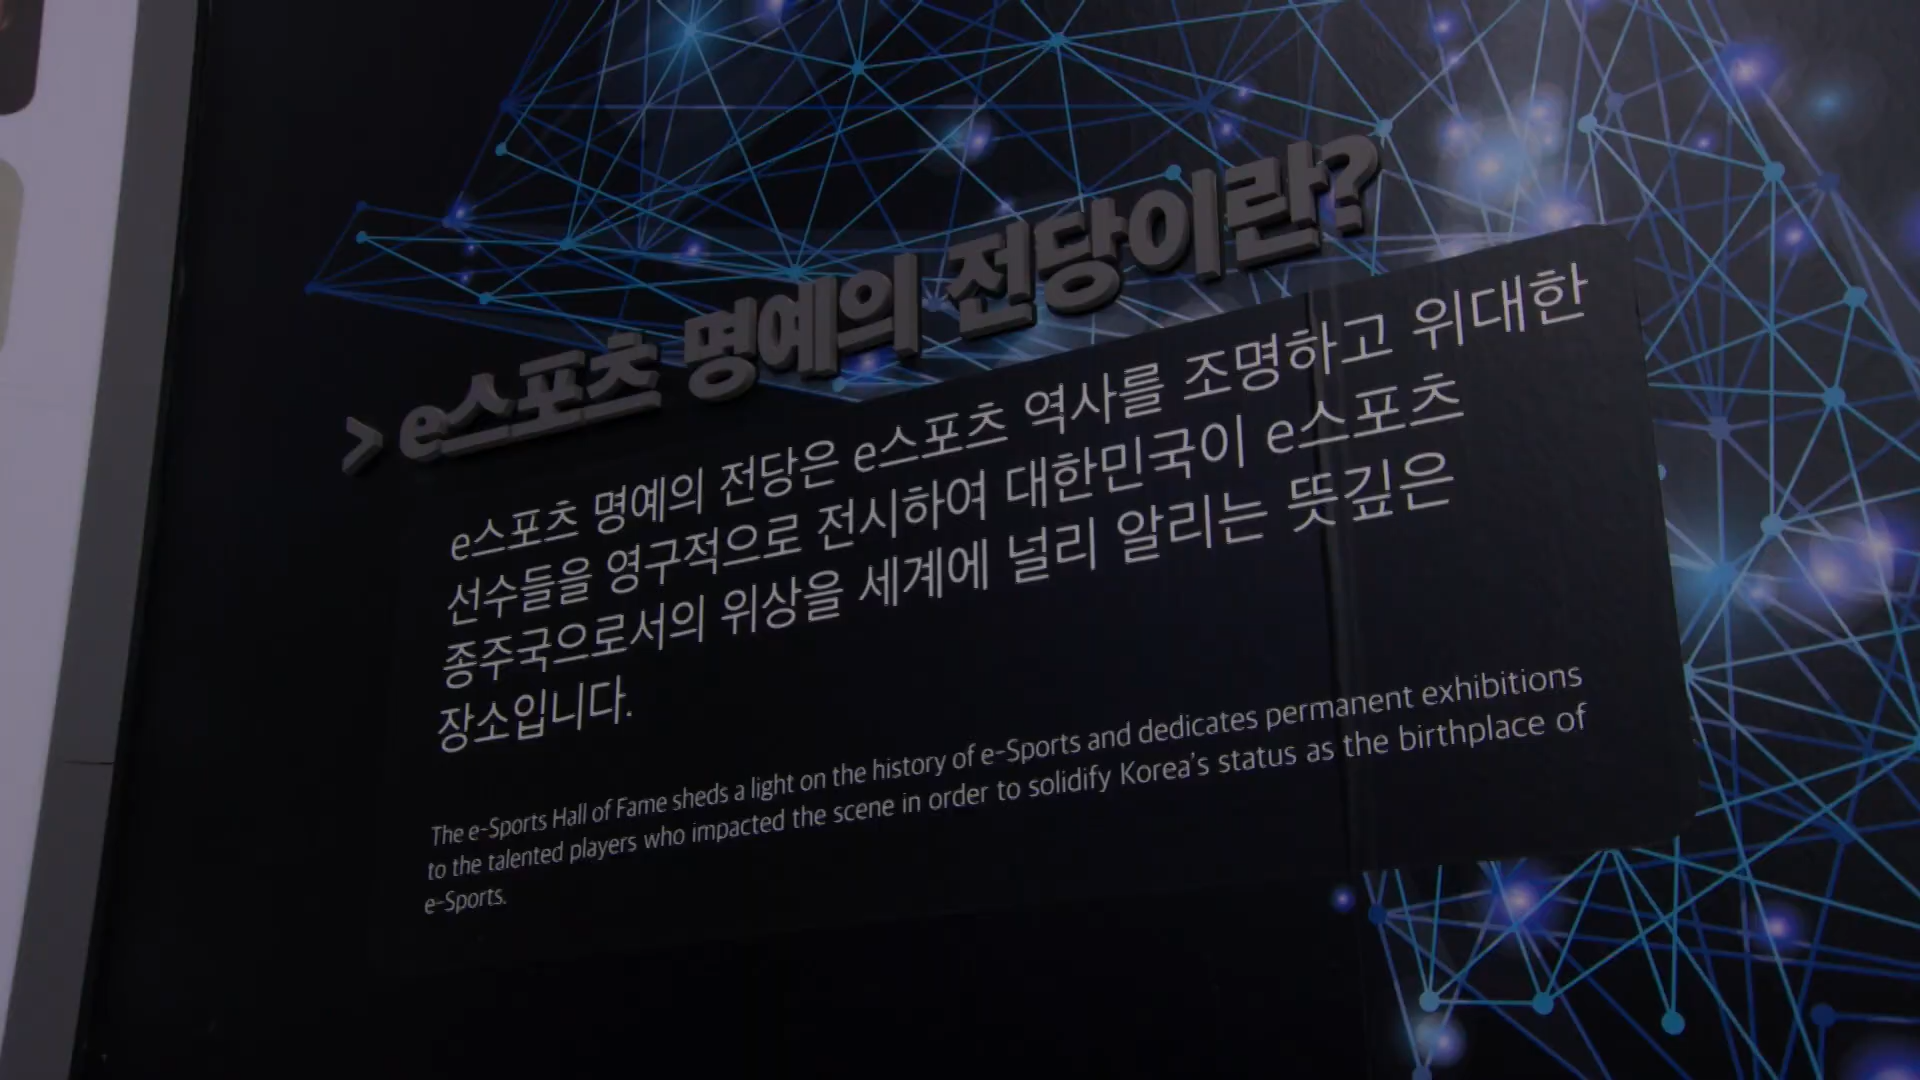 > e스포츠 명예의 전당이란?
e스포츠 명예의 전당은 e스포츠 역사를 조명하고 위대한
선수들을 영구적으로 전시하여 대한민국이 e스포츠
종주국으로서의 위상을 세계에 널리 알리는 뜻깊은
장소입니다.
The e-Sports Hall of Fame sheds a light on the history of e-Sports and dedicates permanent exhibitions
to the talented players who impacted the scene in order to solidify Korea's status as the birthplace of
e-Sports.